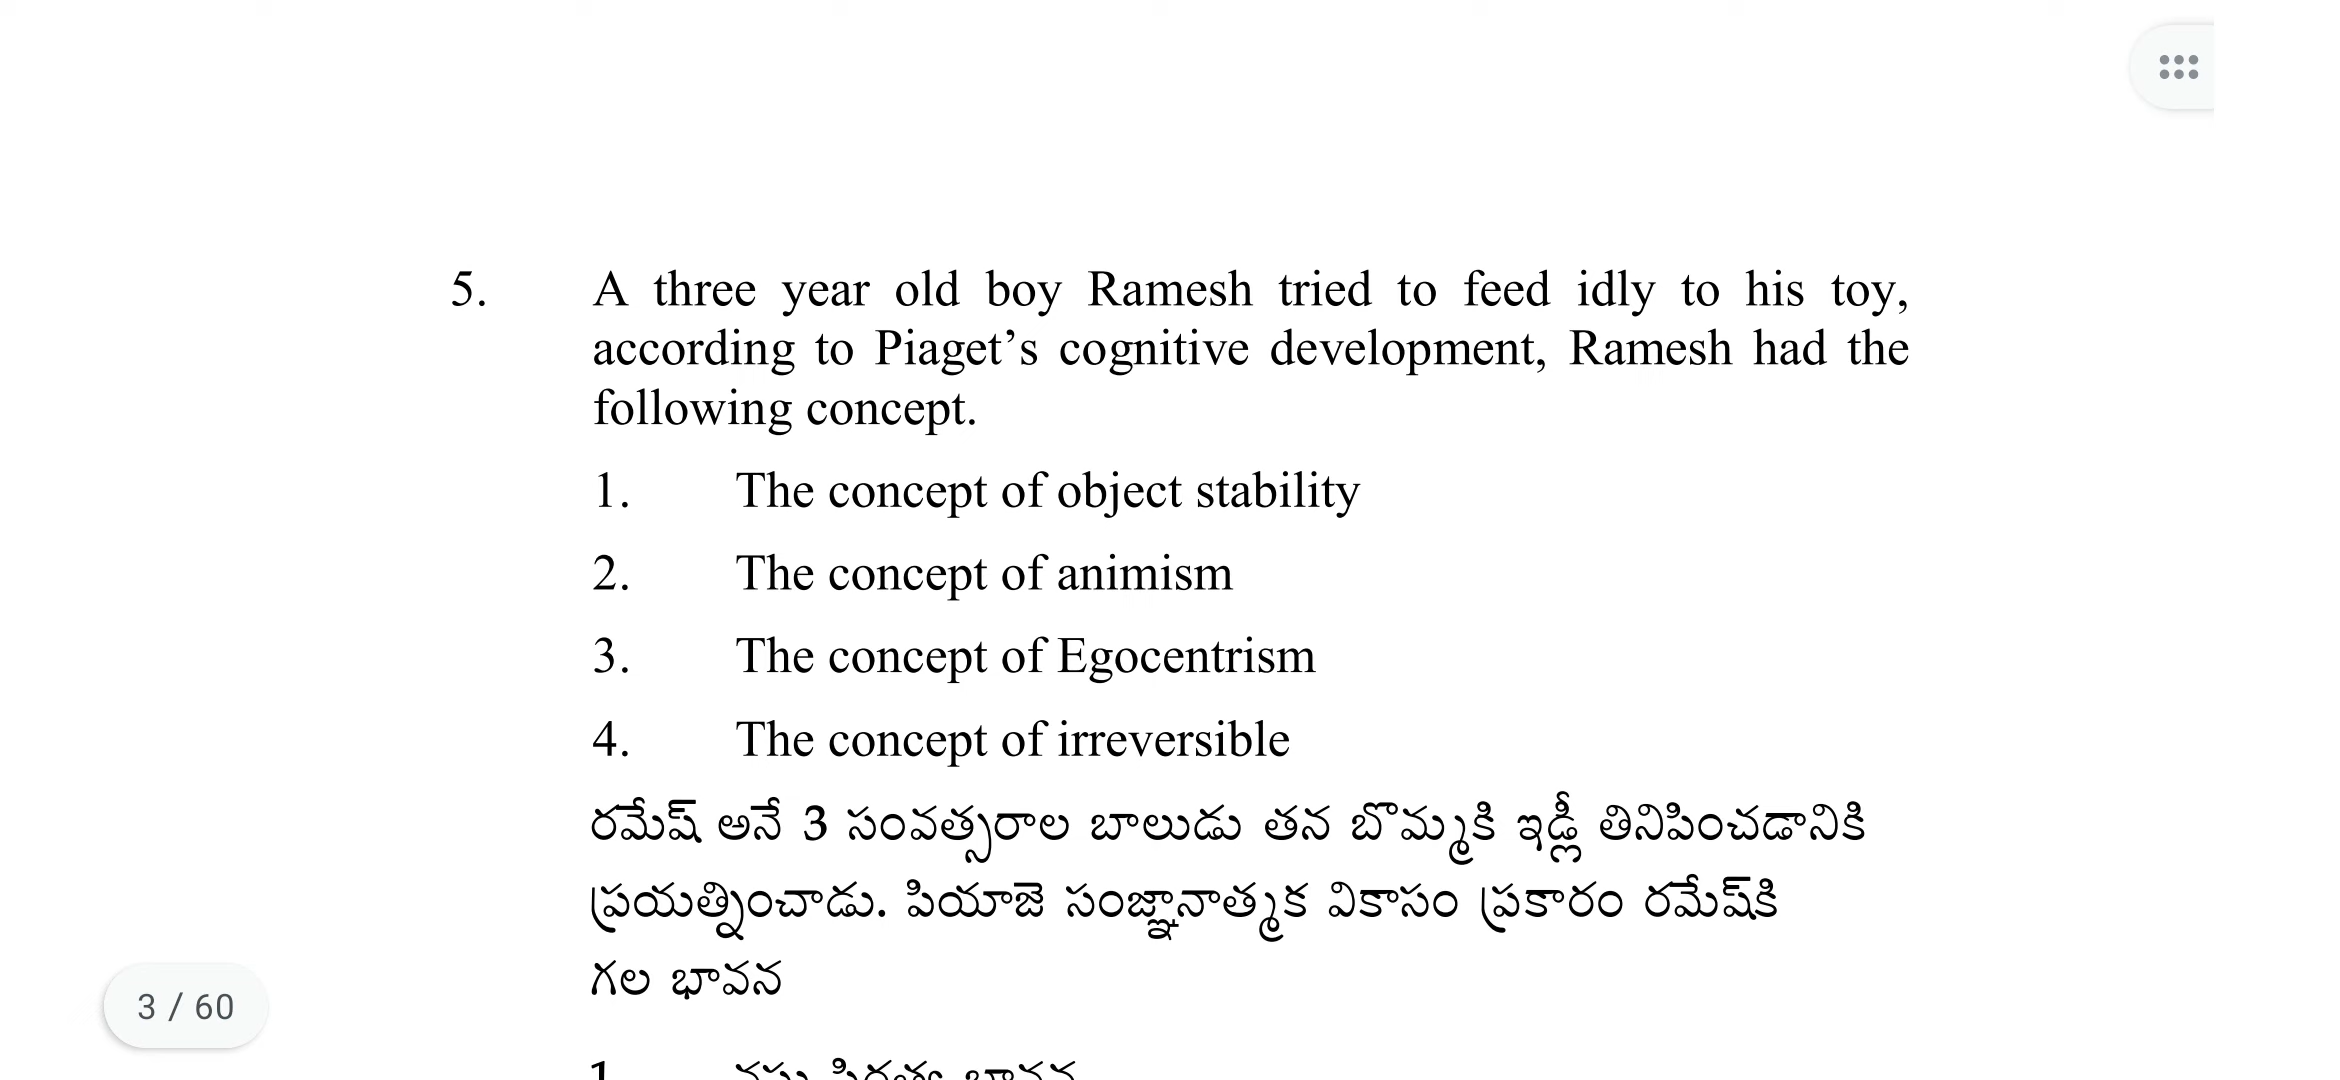 5. A three year old boy Ramesh tried to feed idly to his toy,
according to Piaget’s cognitive development, Ramesh had the
following concept.
1. The concept of object stability
2. The concept of animism
3. The concept of Egocentrism
4. The concept of irreversible
రమేష్ అనే 3 సంవత్సరాల బాలుడు తన బొమ్మకి ఇడ్లీ తినిపించడానికి
ప్రయత్నించాడు. పియాజె సంజ్ఞానాత్మక వికాసం ప్రకారం రమేష్‌కి
గల భావన
3 / 60
1.